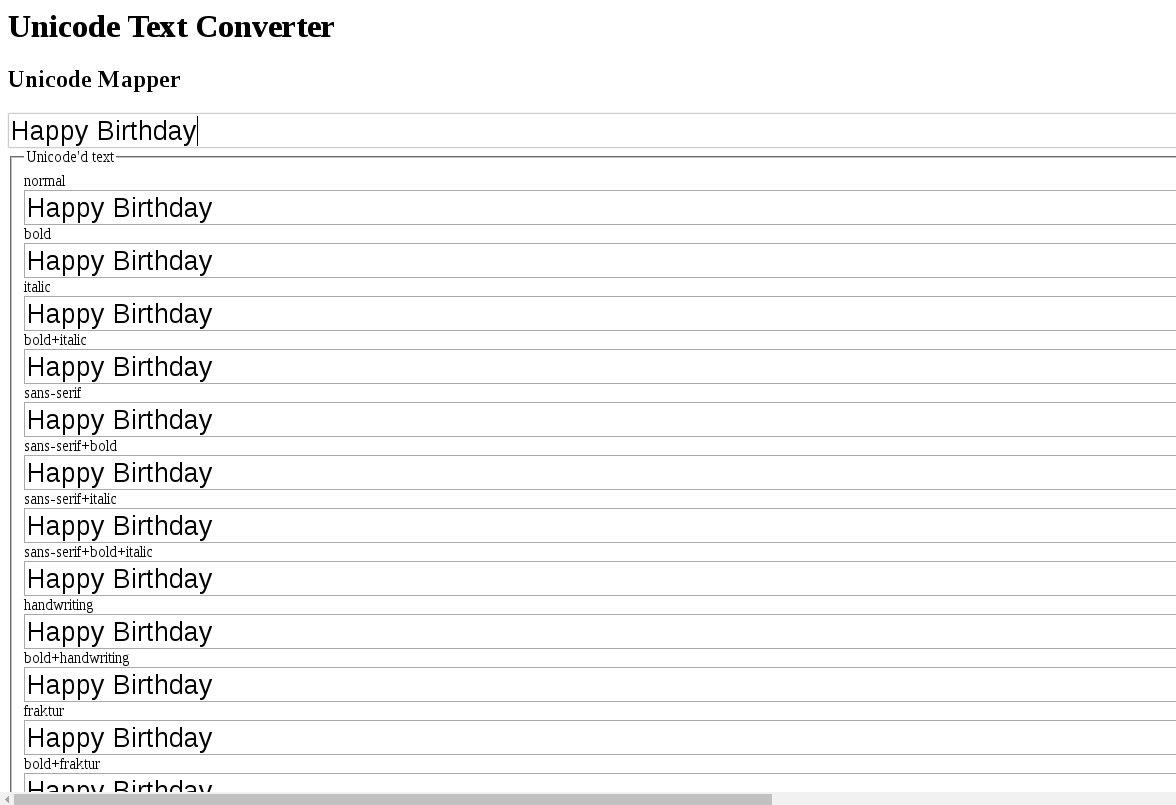 Unicode Text Converter
Unicode Mapper
Happy Birthday
Unicode'd text
normal
Happy Birthday
bold
Happy Birthday
italic
Happy Birthday
bold+italic
Happy Birthday
sans-serif
Happy Birthday
sans-serif+bold
Happy Birthday
sans-serif+italic
Happy Birthday
sans-serif+bold+italic
Happy Birthday
handwriting
Happy Birthday
bold+handwriting
Happy Birthday
fraktur
Happy Birthday
bold+fraktur
Happy Birthday